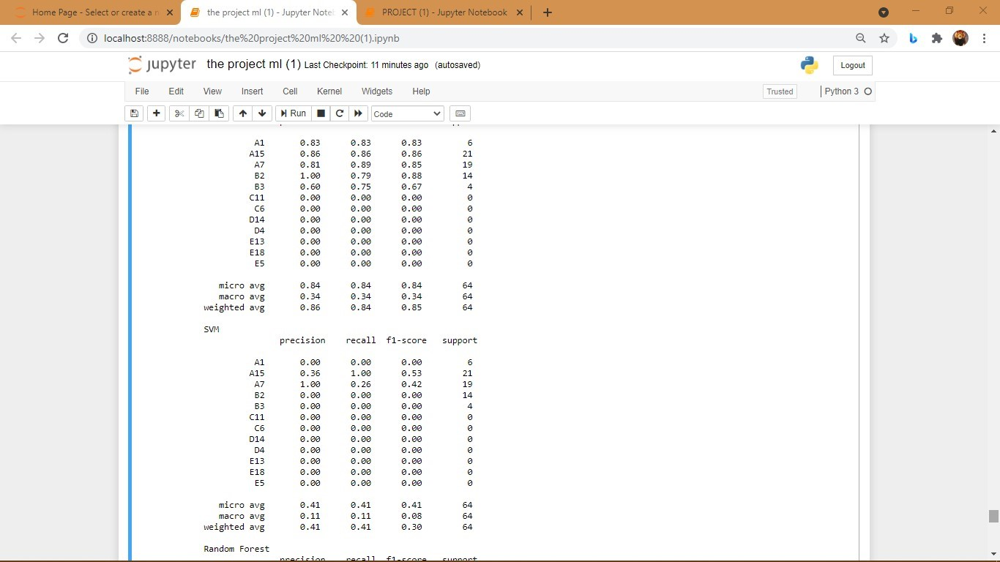 Home Page - Select or create a n
the project ml (1) - Jupyter Note
PROJECT (1) - Jupyter Notebook
localhost:8888/notebooks/the%20project%20ml%20%20(1).ipynb
jupyter the project ml (1) Last Checkpoint: 11 minutes ago (autosaved)
Logout
File Edit View Insert Cell Kernel Widgets Help
Trusted
Python 3
Run
Code
A1 0.83 0.83 0.83 6
A15 0.86 0.86 0.86 21
A7 0.81 0.89 0.85 19
B2 1.00 0.79 0.88 14
B3 0.60 0.75 0.67 4
C11 0.00 0.00 0.00 0
C6 0.00 0.00 0.00 0
D14 0.00 0.00 0.00 0
D4 0.00 0.00 0.00 0
E13 0.00 0.00 0.00 0
E18 0.00 0.00 0.00 0
E5 0.00 0.00 0.00 0
micro avg 0.84 0.84 0.84 64
macro avg 0.34 0.34 0.34 64
weighted avg 0.86 0.84 0.85 64
SVM
precision recall f1-score support
A1 0.00 0.00 0.00 6
A15 0.36 1.00 0.53 21
A7 1.00 0.26 0.42 19
B2 0.00 0.00 0.00 14
B3 0.00 0.00 0.00 4
C11 0.00 0.00 0.00 0
C6 0.00 0.00 0.00 0
D14 0.00 0.00 0.00 0
D4 0.00 0.00 0.00 0
E13 0.00 0.00 0.00 0
E18 0.00 0.00 0.00 0
E5 0.00 0.00 0.00 0
micro avg 0.41 0.41 0.41 64
macro avg 0.11 0.11 0.08 64
weighted avg 0.41 0.41 0.30 64
Random Forest
precision recall f1-score support